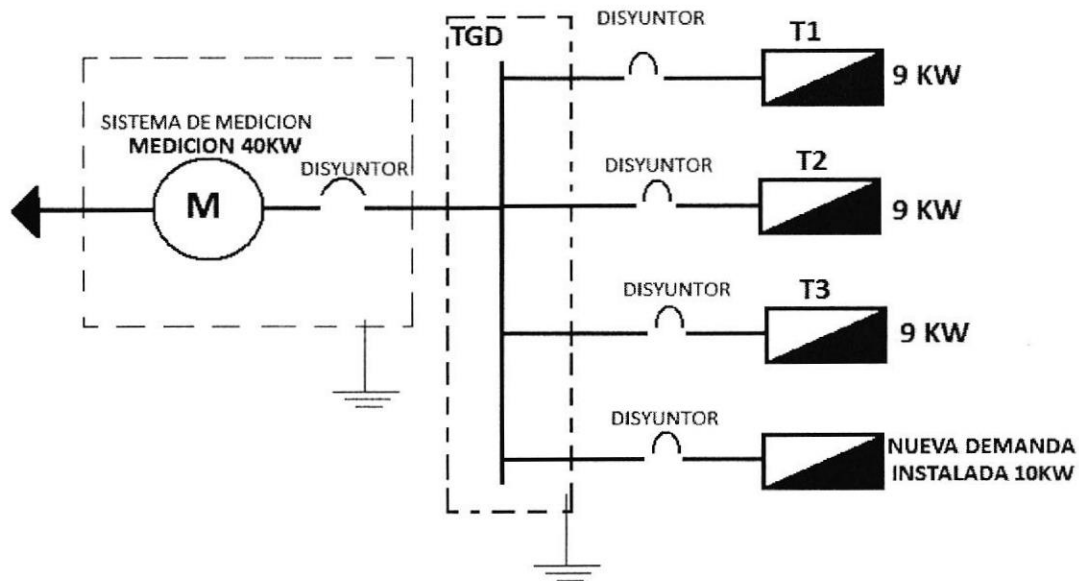 SISTEMA DE MEDICION
MEDICION 40KW
M
DISYUNTOR
TGD
DISYUNTOR
T1
9 KW
DISYUNTOR
T2
9 KW
DISYUNTOR
T3
9 KW
DISYUNTOR
NUEVA DEMANDA
INSTALADA 10KW